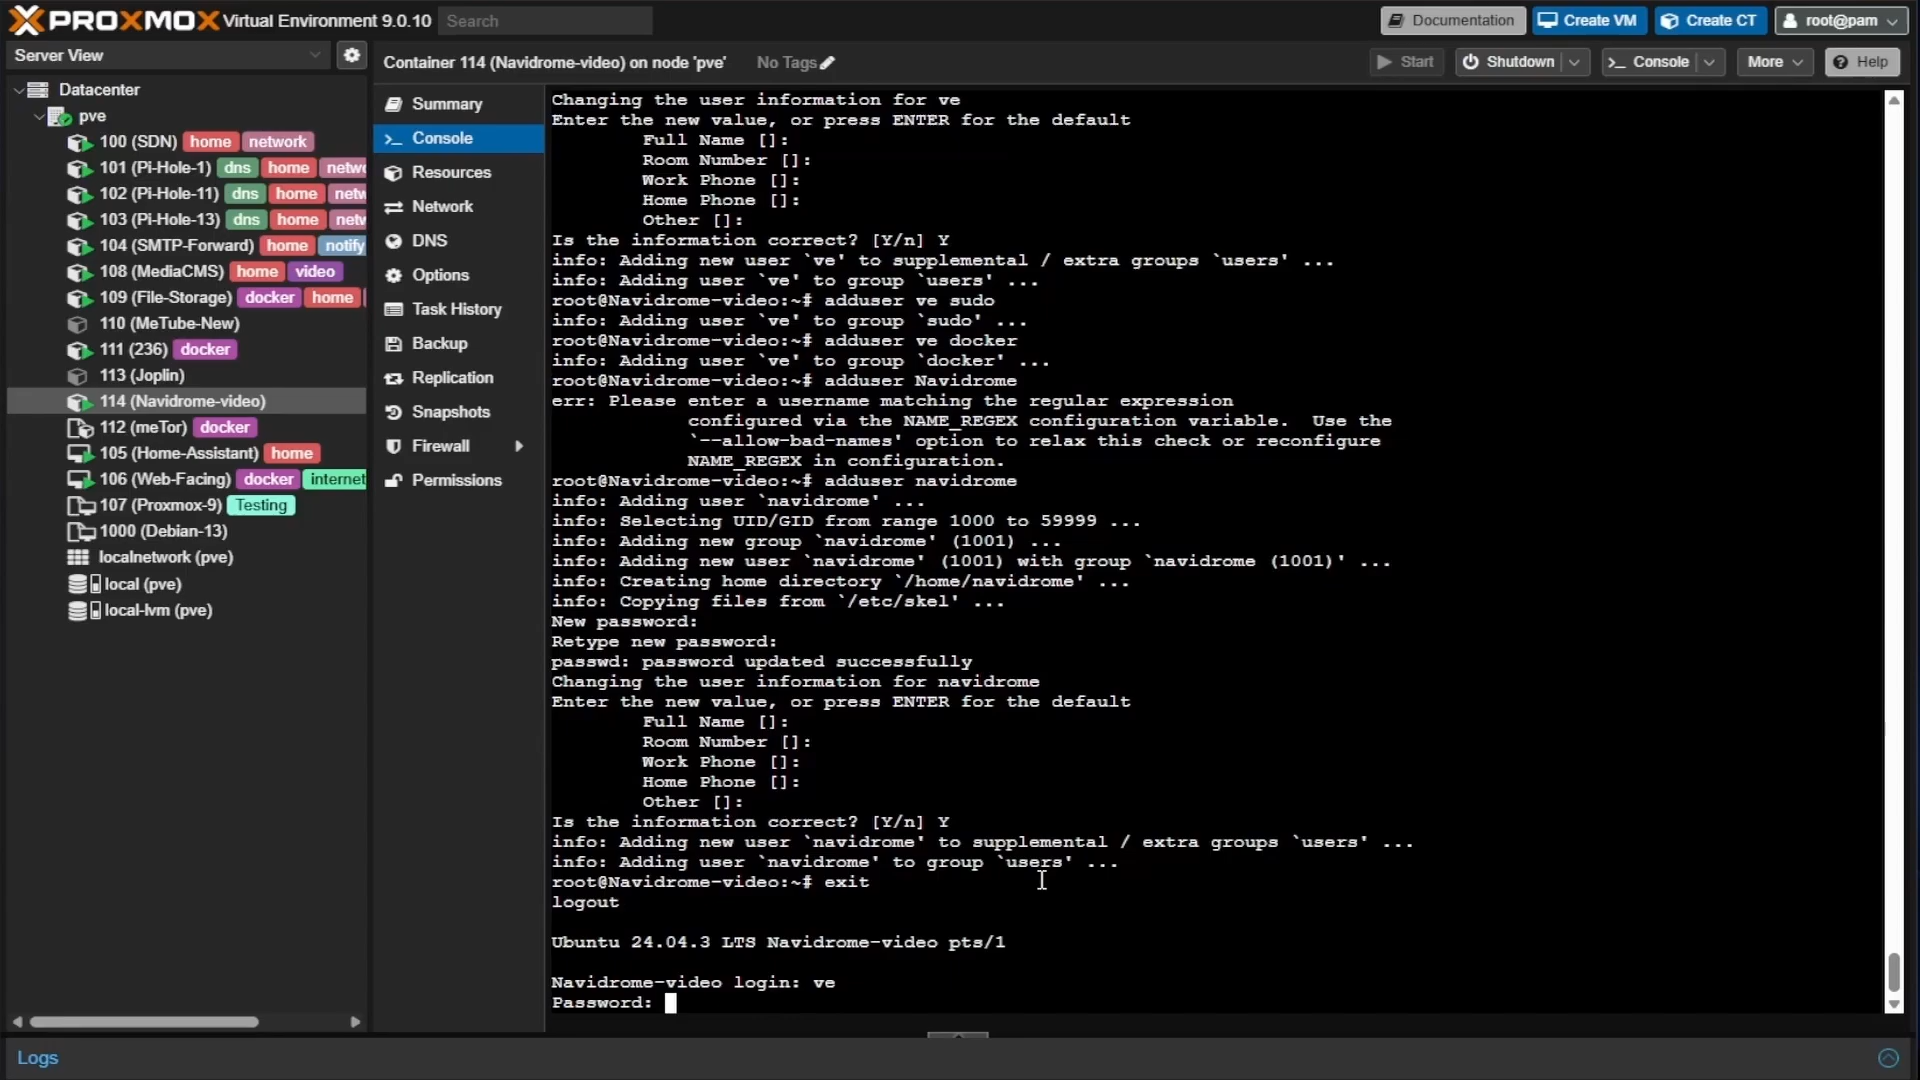 PROXMOX Virtual Environment 9.0.10 Search Documentation Create VM Create CT root@pam
Server View
Container 114 (Navidrome-video) on node 'pve' No Tags Start Shutdown Console More Help
Datacenter
pve
100 (SDN) home network
101 (Pi-Hole-1) dns home netwo
102 (Pi-Hole-11) dns home netw
103 (Pi-Hole-13) dns home netw
104 (SMTP-Forward) home notify
108 (MediaCMS) home video
109 (File-Storage) docker home
110 (MeTube-New)
111 (236) docker
113 (Joplin)
114 (Navidrome-video)
112 (meTor) docker
105 (Home-Assistant) home
106 (Web-Facing) docker internet
107 (Proxmox-9) Testing
1000 (Debian-13)
localnetwork (pve)
local (pve)
local-lvm (pve)
Summary
Console
Resources
Network
DNS
Options
Task History
Backup
Replication
Snapshots
Firewall
Permissions
Changing the user information for ve
Enter the new value, or press ENTER for the default
Full Name []:
Room Number []:
Work Phone []:
Home Phone []:
Other []:
Is the information correct? [Y/n] Y
info: Adding new user `ve' to supplemental / extra groups `users' ...
info: Adding user `ve' to group `users' ...
root@Navidrome-video:~# adduser ve sudo
info: Adding user `ve' to group `sudo' ...
root@Navidrome-video:~# adduser ve docker
info: Adding user `ve' to group `docker' ...
root@Navidrome-video:~# adduser Navidrome
err: Please enter a username matching the regular expression
configured via the NAME_REGEX configuration variable. Use the
`--allow-bad-names' option to relax this check or reconfigure
NAME_REGEX in configuration.
root@Navidrome-video:~# adduser navidrome
info: Adding user `navidrome' ...
info: Selecting UID/GID from range 1000 to 59999 ...
info: Adding new group `navidrome' (1001) ...
info: Adding new user `navidrome' (1001) with group `navidrome (1001)' ...
info: Creating home directory `/home/navidrome' ...
info: Copying files from `/etc/skel' ...
New password:
Retype new password:
passwd: password updated successfully
Changing the user information for navidrome
Enter the new value, or press ENTER for the default
Full Name []:
Room Number []:
Work Phone []:
Home Phone []:
Other []:
Is the information correct? [Y/n] Y
info: Adding new user `navidrome' to supplemental / extra groups `users' ...
info: Adding user `navidrome' to group `users' ...
root@Navidrome-video:~# exit
logout
Ubuntu 24.04.3 LTS Navidrome-video pts/1
Navidrome-video login: ve
Password:
Logs